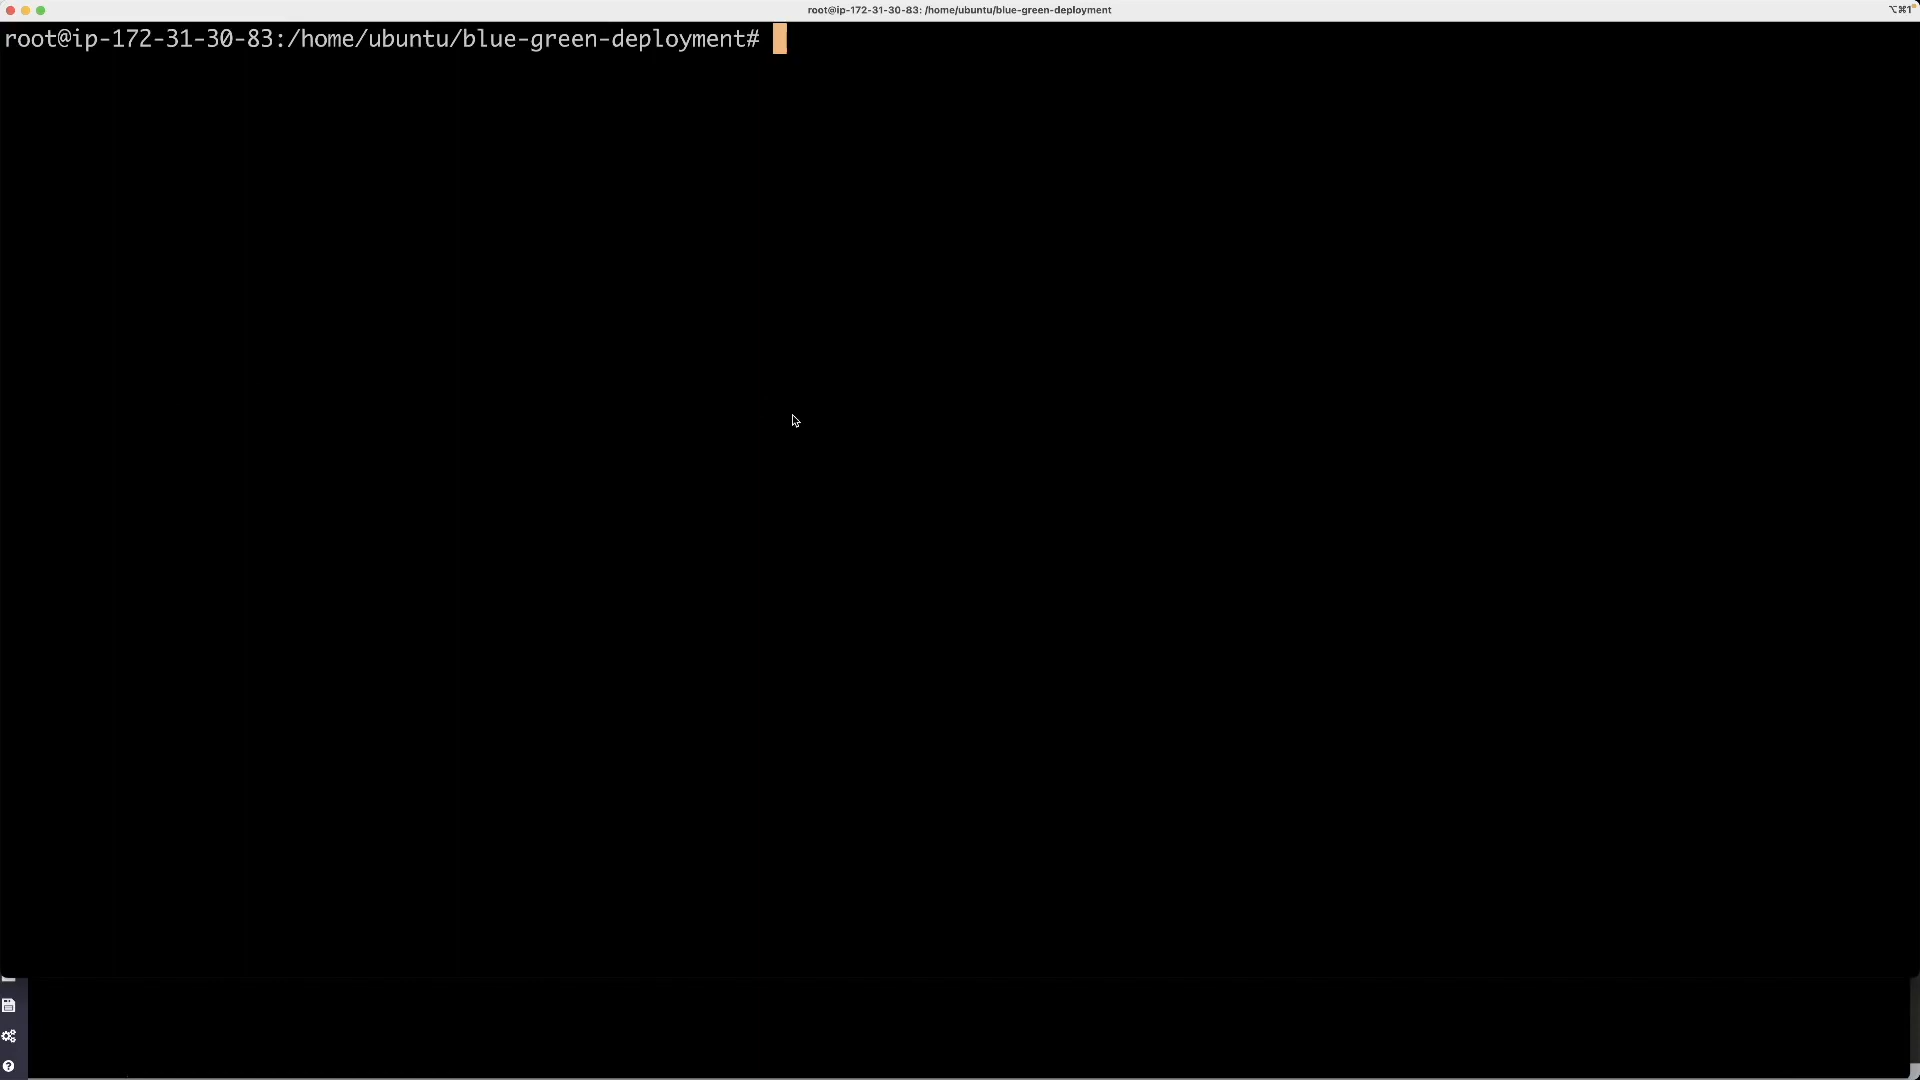 root@ip-172-31-30-83: /home/ubuntu/blue-green-deployment
⌥⌘1
root@ip-172-31-30-83:/home/ubuntu/blue-green-deployment#